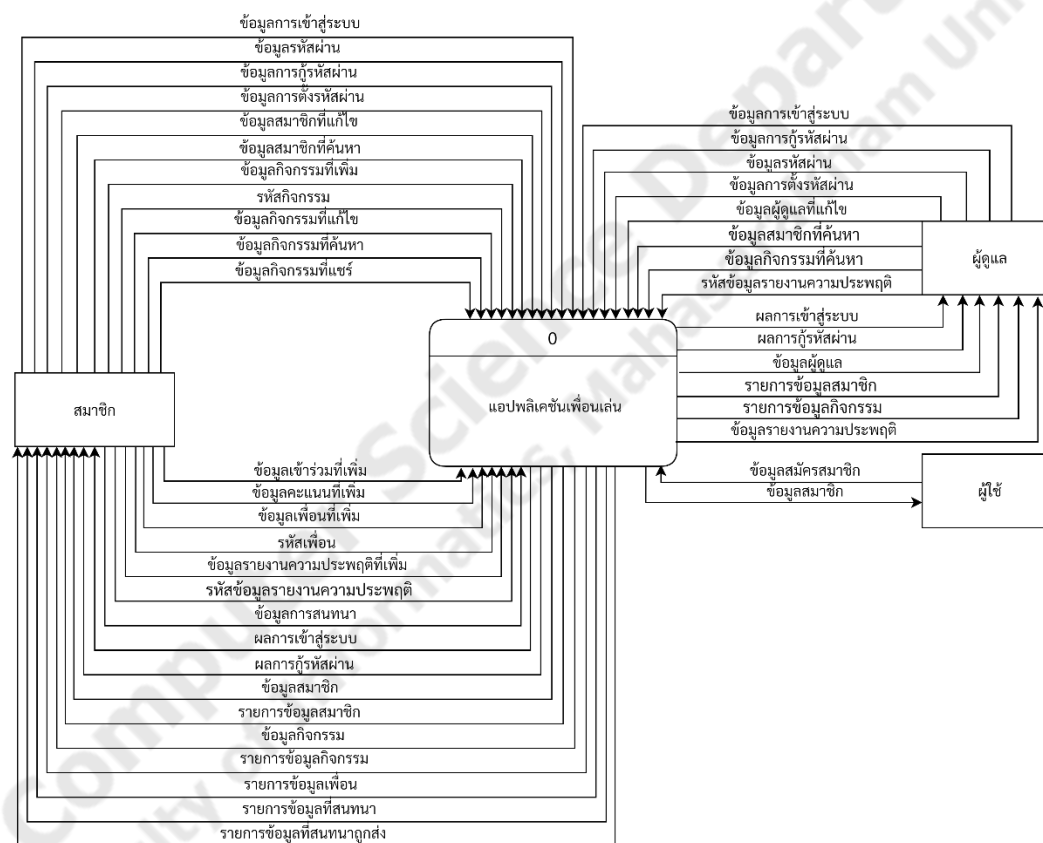 ข้อมูลการเข้าสู่ระบบ
ข้อมูลรหัสผ่าน
ข้อมูลการกู้รหัสผ่าน
ข้อมูลการตั้งรหัสผ่าน
ข้อมูลสมาชิกที่แก้ไข
ข้อมูลสมาชิกที่ค้นหา
ข้อมูลกิจกรรมที่เพิ่ม
รหัสกิจกรรม
ข้อมูลกิจกรรมที่แก้ไข
ข้อมูลกิจกรรมที่ค้นหา
ข้อมูลกิจกรรมที่แชร์
ข้อมูลการเข้าสู่ระบบ
ข้อมูลการกู้รหัสผ่าน
ข้อมูลรหัสผ่าน
ข้อมูลการตั้งรหัสผ่าน
ข้อมูลผู้ดูแลที่แก้ไข
ข้อมูลสมาชิกที่ค้นหา
ข้อมูลกิจกรรมที่ค้นหา
รหัสข้อมูลรายงานความประพฤติ
ผู้ดูแล
ผลการเข้าสู่ระบบ
ผลการกู้รหัสผ่าน
ข้อมูลผู้ดูแล
รายการข้อมูลสมาชิก
รายการข้อมูลกิจกรรม
ข้อมูลรายงานความประพฤติ
0
แอปพลิเคชันเพื่อนเล่น
สมาชิก
ข้อมูลสมัครสมาชิก
ข้อมูลสมาชิก
ผู้ใช้
ข้อมูลเข้าร่วมที่เพิ่ม
ข้อมูลคะแนนที่เพิ่ม
ข้อมูลเพื่อนที่เพิ่ม
รหัสเพื่อน
ข้อมูลรายงานความประพฤติที่เพิ่ม
รหัสข้อมูลรายงานความประพฤติ
ข้อมูลการสนทนา
ผลการเข้าสู่ระบบ
ผลการกู้รหัสผ่าน
ข้อมูลสมาชิก
รายการข้อมูลสมาชิก
ข้อมูลกิจกรรม
รายการข้อมูลกิจกรรม
รายการข้อมูลเพื่อน
รายการข้อมูลที่สนทนา
รายการข้อมูลที่สนทนาถูกส่ง
Computer Science Depar
lty of Informatics, Mahasarakham Uni